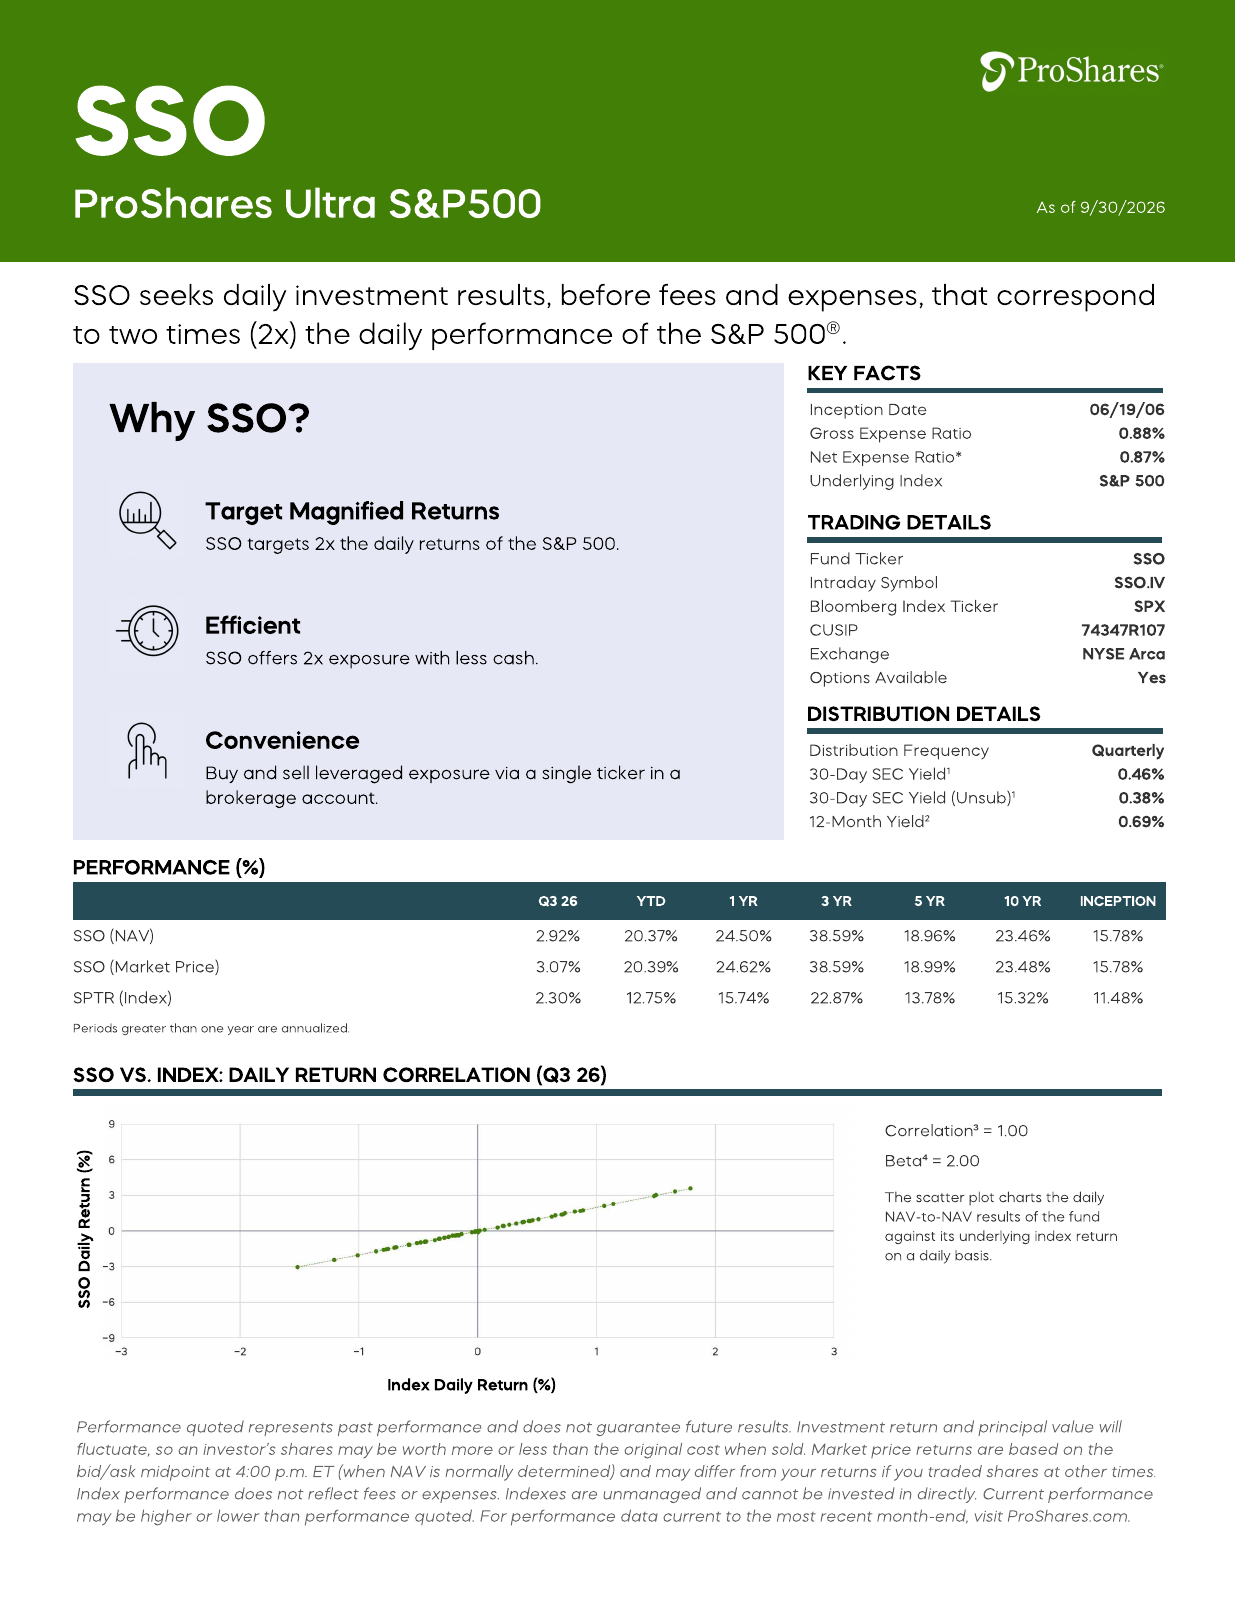 ProShares®
SSO
ProShares Ultra S&P500
As of 9/30/2026
SSO seeks daily investment results, before fees and expenses, that correspond
to two times (2x) the daily performance of the S&P 500®.
Why SSO?
Target Magnified Returns
SSO targets 2x the daily returns of the S&P 500.
Efficient
SSO offers 2x exposure with less cash.
Convenience
Buy and sell leveraged exposure via a single ticker in a
brokerage account.
KEY FACTS
Inception Date 06/19/06
Gross Expense Ratio 0.88%
Net Expense Ratio* 0.87%
Underlying Index S&P 500
TRADING DETAILS
Fund Ticker SSO
Intraday Symbol SSO.IV
Bloomberg Index Ticker SPX
CUSIP 74347R107
Exchange NYSE Arca
Options Available Yes
DISTRIBUTION DETAILS
Distribution Frequency Quarterly
30-Day SEC Yield¹ 0.46%
30-Day SEC Yield (Unsub)¹ 0.38%
12-Month Yield² 0.69%
PERFORMANCE (%)
Q3 26 YTD 1 YR 3 YR 5 YR 10 YR INCEPTION
SSO (NAV) 2.92% 20.37% 24.50% 38.59% 18.96% 23.46% 15.78%
SSO (Market Price) 3.07% 20.39% 24.62% 38.59% 18.99% 23.48% 15.78%
SPTR (Index) 2.30% 12.75% 15.74% 22.87% 13.78% 15.32% 11.48%
Periods greater than one year are annualized.
SSO VS. INDEX: DAILY RETURN CORRELATION (Q3 26)
SSO Daily Return (%)
9
6
3
0
−3
−6
−9
−3 −2 −1 0 1 2 3
Index Daily Return (%)
Correlation³ = 1.00
Beta⁴ = 2.00
The scatter plot charts the daily
NAV-to-NAV results of the fund
against its underlying index return
on a daily basis.
Performance quoted represents past performance and does not guarantee future results. Investment return and principal value will
fluctuate, so an investor's shares may be worth more or less than the original cost when sold. Market price returns are based on the
bid/ask midpoint at 4:00 p.m. ET (when NAV is normally determined) and may differ from your returns if you traded shares at other times.
Index performance does not reflect fees or expenses. Indexes are unmanaged and cannot be invested in directly. Current performance
may be higher or lower than performance quoted. For performance data current to the most recent month-end, visit ProShares.com.